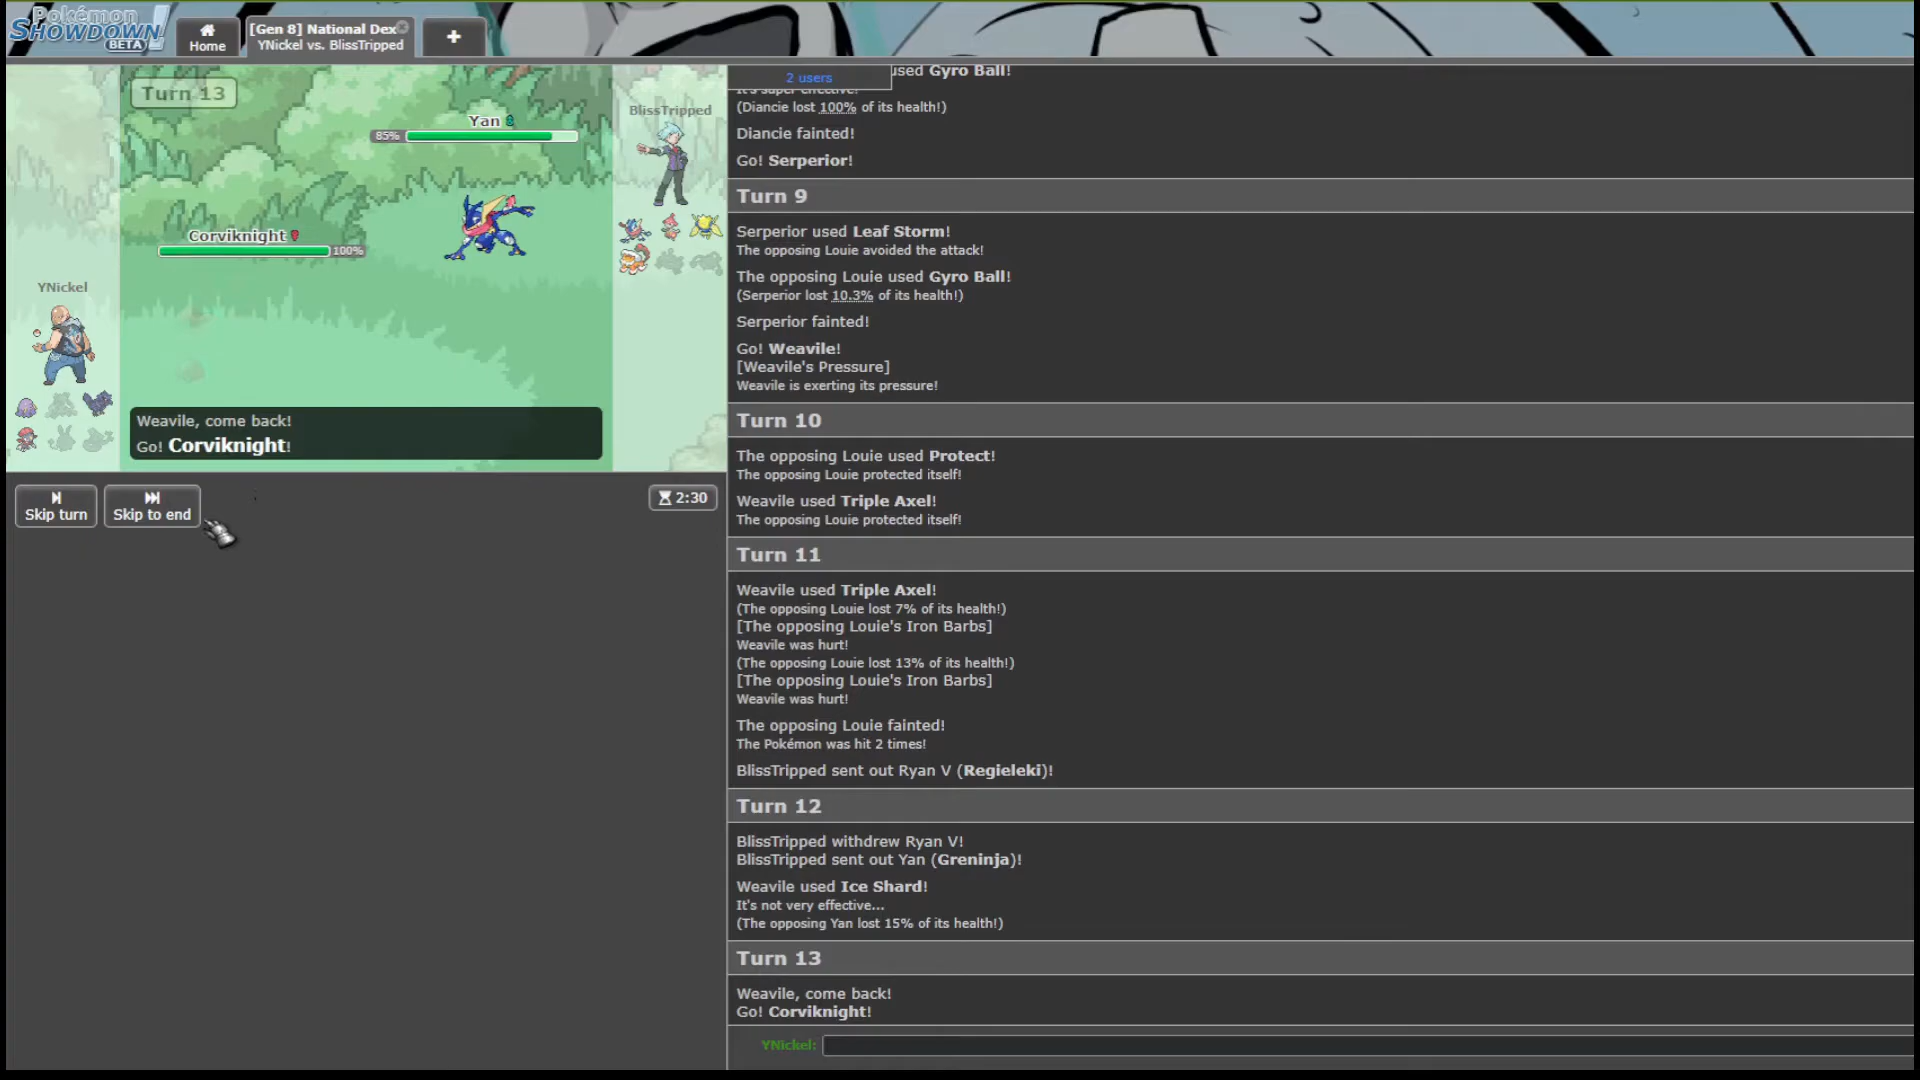 Pokémon
SHOWDOWN!
BETA
Home
[Gen 8] National Dex
YNickel vs. BlissTripped
Turn 13
BlissTripped
Yan
85%
Corviknight
100%
YNickel
Weavile, come back!
Go! Corviknight!
Skip turn
Skip to end
2:30
2 users
used Gyro Ball!
It's super effective!
(Diancie lost 100% of its health!)
Diancie fainted!
Go! Serperior!
Turn 9
Serperior used Leaf Storm!
The opposing Louie avoided the attack!
The opposing Louie used Gyro Ball!
(Serperior lost 10.3% of its health!)
Serperior fainted!
Go! Weavile!
[Weavile's Pressure]
Weavile is exerting its pressure!
Turn 10
The opposing Louie used Protect!
The opposing Louie protected itself!
Weavile used Triple Axel!
The opposing Louie protected itself!
Turn 11
Weavile used Triple Axel!
(The opposing Louie lost 7% of its health!)
[The opposing Louie's Iron Barbs]
Weavile was hurt!
(The opposing Louie lost 13% of its health!)
[The opposing Louie's Iron Barbs]
Weavile was hurt!
The opposing Louie fainted!
The Pokémon was hit 2 times!
BlissTripped sent out Ryan V (Regieleki)!
Turn 12
BlissTripped withdrew Ryan V!
BlissTripped sent out Yan (Greninja)!
Weavile used Ice Shard!
It's not very effective...
(The opposing Yan lost 15% of its health!)
Turn 13
Weavile, come back!
Go! Corviknight!
YNickel: